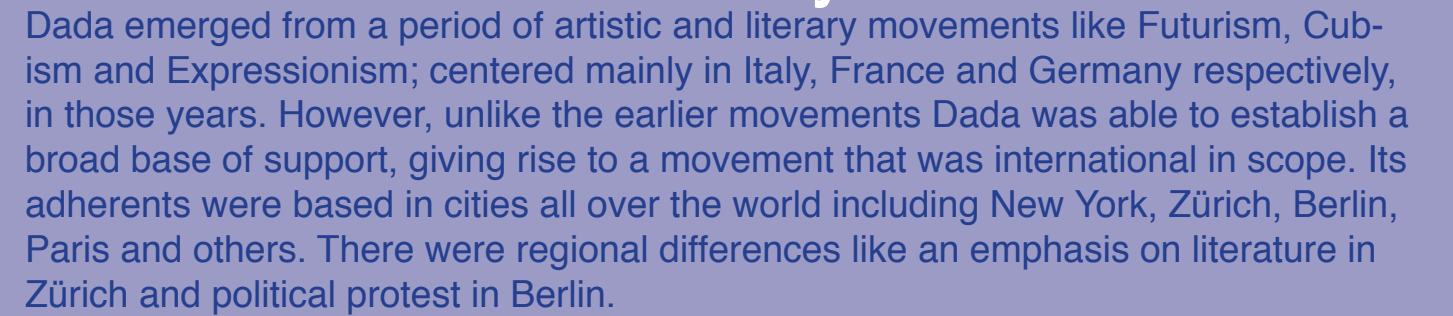 Dada emerged from a period of artistic and literary movements like Futurism, Cub-
ism and Expressionism; centered mainly in Italy, France and Germany respectively,
in those years. However, unlike the earlier movements Dada was able to establish a
broad base of support, giving rise to a movement that was international in scope. Its
adherents were based in cities all over the world including New York, Zürich, Berlin,
Paris and others. There were regional differences like an emphasis on literature in
Zürich and political protest in Berlin.